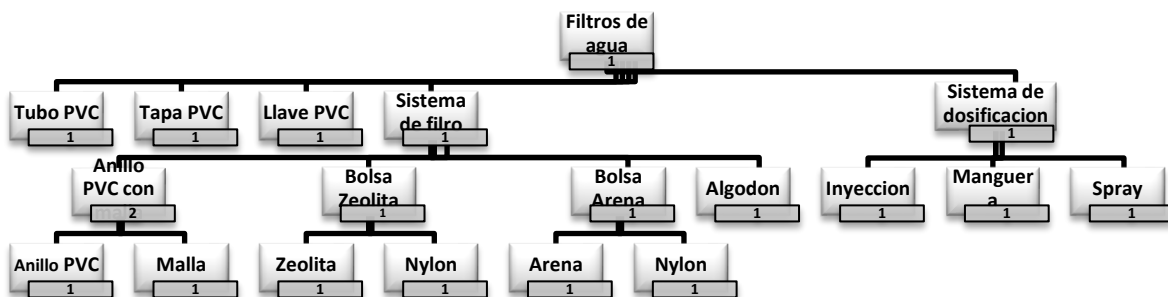 Filtros de
agua
1
Tubo PVC
1
Tapa PVC
1
Llave PVC
1
Sistema
de filro
1
Sistema de
dosificacion
1
Anillo
PVC con
malla
2
Bolsa
Zeolita
1
Bolsa
Arena
1
Algodon
1
Inyeccion
1
Manguer
a
1
Spray
1
Anillo PVC
1
Malla
1
Zeolita
1
Nylon
1
Arena
1
Nylon
1